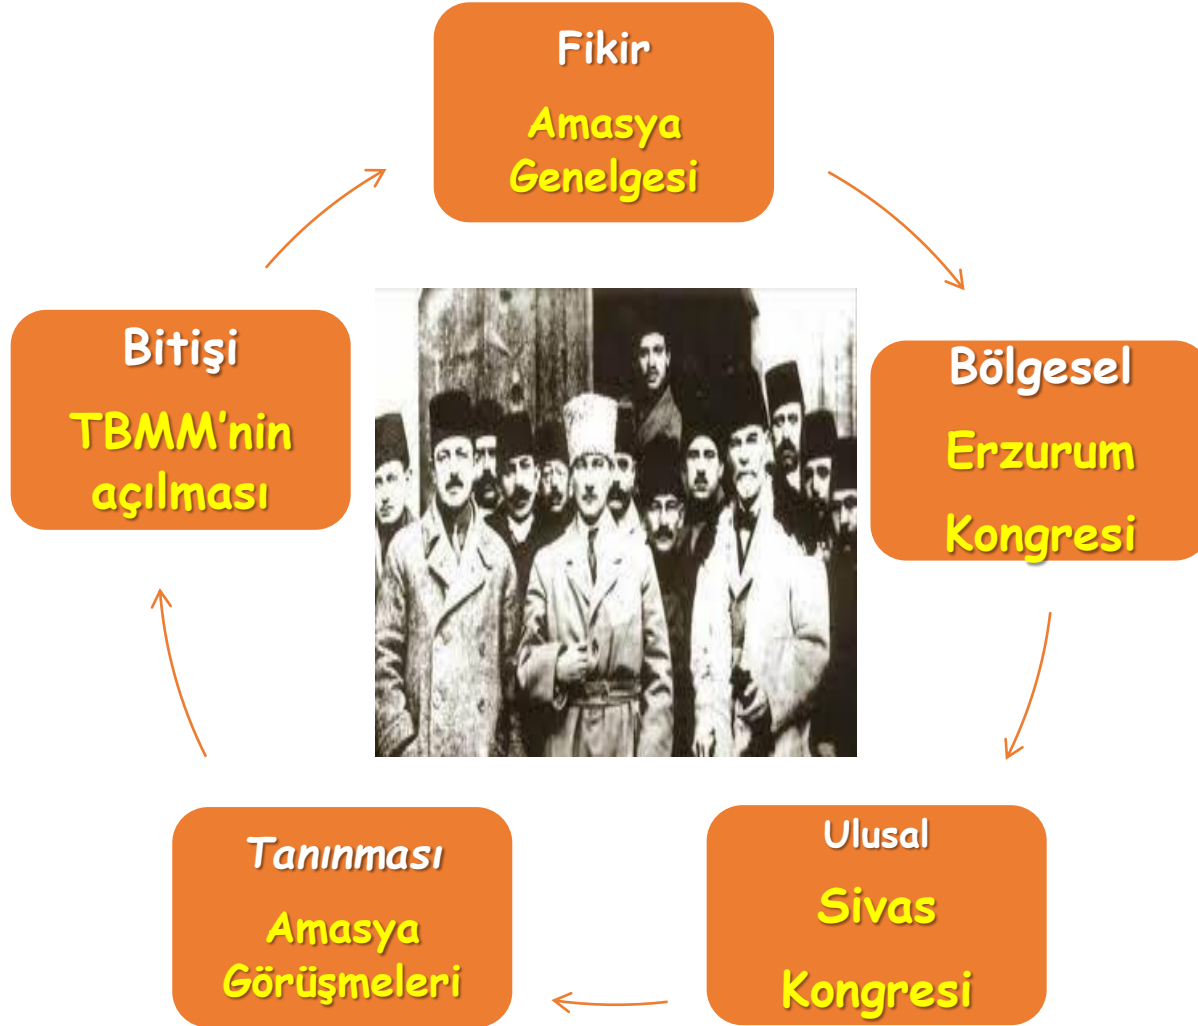 Fikir
Amasya
Genelgesi
Bölgesel
Erzurum
Kongresi
Ulusal
Sivas
Kongresi
Tanınması
Amasya
Görüşmeleri
Bitişi
TBMM’nin
açılması